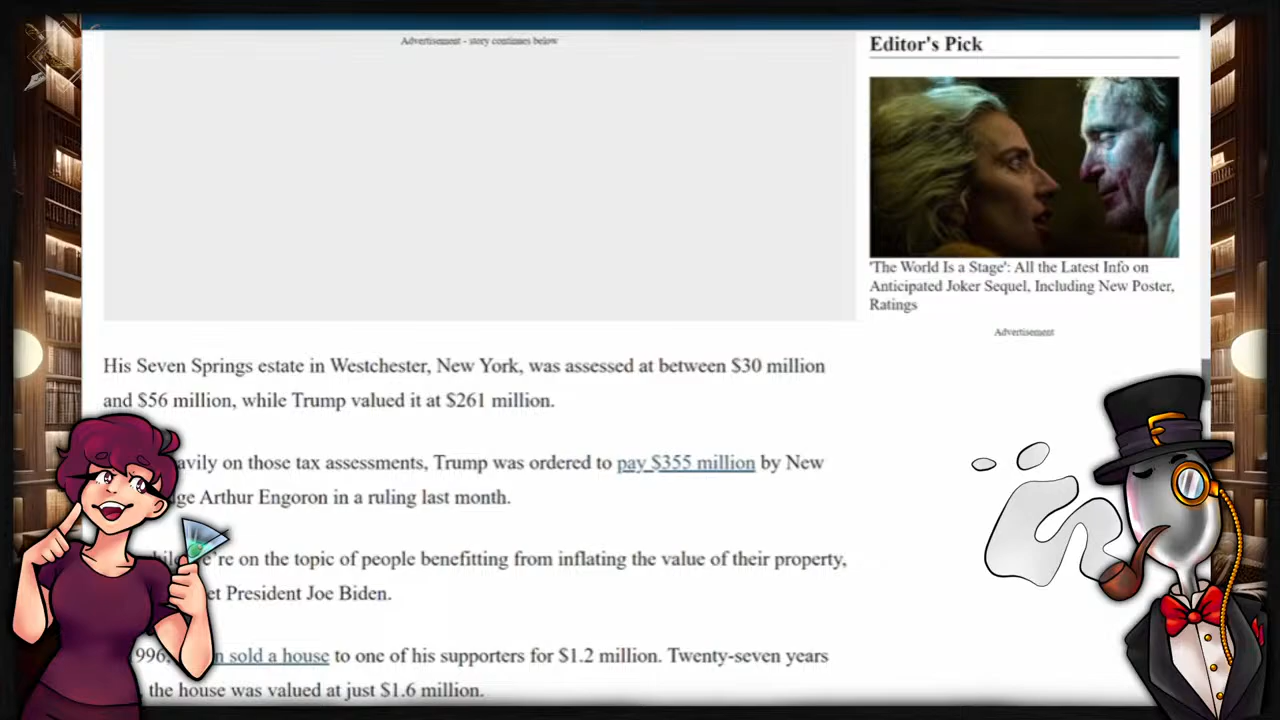 Advertisement - story continues below
Editor's Pick
'The World Is a Stage': All the Latest Info on
Anticipated Joker Sequel, Including New Poster,
Ratings
Advertisement
His Seven Springs estate in Westchester, New York, was assessed at between $30 million
and $56 million, while Trump valued it at $261 million.
avily on those tax assessments, Trump was ordered to pay $355 million by New
ge Arthur Engoron in a ruling last month.
e're on the topic of people benefitting from inflating the value of their property,
et President Joe Biden.
996, n sold a house to one of his supporters for $1.2 million. Twenty-seven years
the house was valued at just $1.6 million.